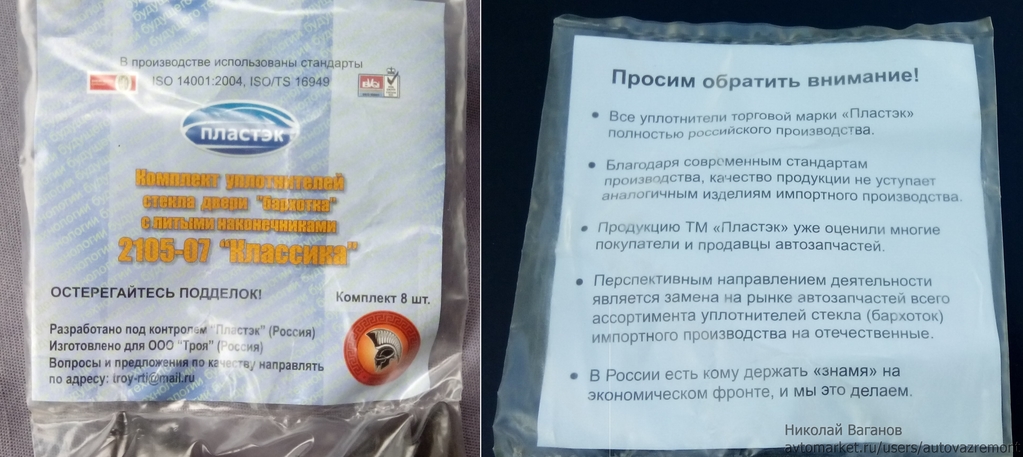 В производстве использованы стандарты
ISO 14001:2004, ISO/TS 16949
пластэк
Комплект уплотнителей
стекла двери "бархотка"
с литыми наконечниками
2105-07 "Классика"
ОСТЕРЕГАЙТЕСЬ ПОДДЕЛОК!
Комплект 8 шт.
Разработано под контролем "Пластэк" (Россия)
Изготовлено для ООО "Троя" (Россия)
Вопросы и предложения по качеству направлять
по адресу: troy-rti@mail.ru
Просим обратить внимание!
• Все уплотнители торговой марки «Пластэк»
полностью российского производства.
• Благодаря современным стандартам
производства, качество продукции не уступает
аналогичным изделиям импортного производства.
• Продукцию ТМ «Пластэк» уже оценили многие
покупатели и продавцы автозапчастей.
• Перспективным направлением деятельности
является замена на рынке автозапчастей всего
ассортимента уплотнителей стекла (бархоток)
импортного производства на отечественные.
• В России есть кому держать «знамя» на
экономическом фронте, и мы это делаем.
Николай Ваганов
avtomarket.ru/users/autovazremont